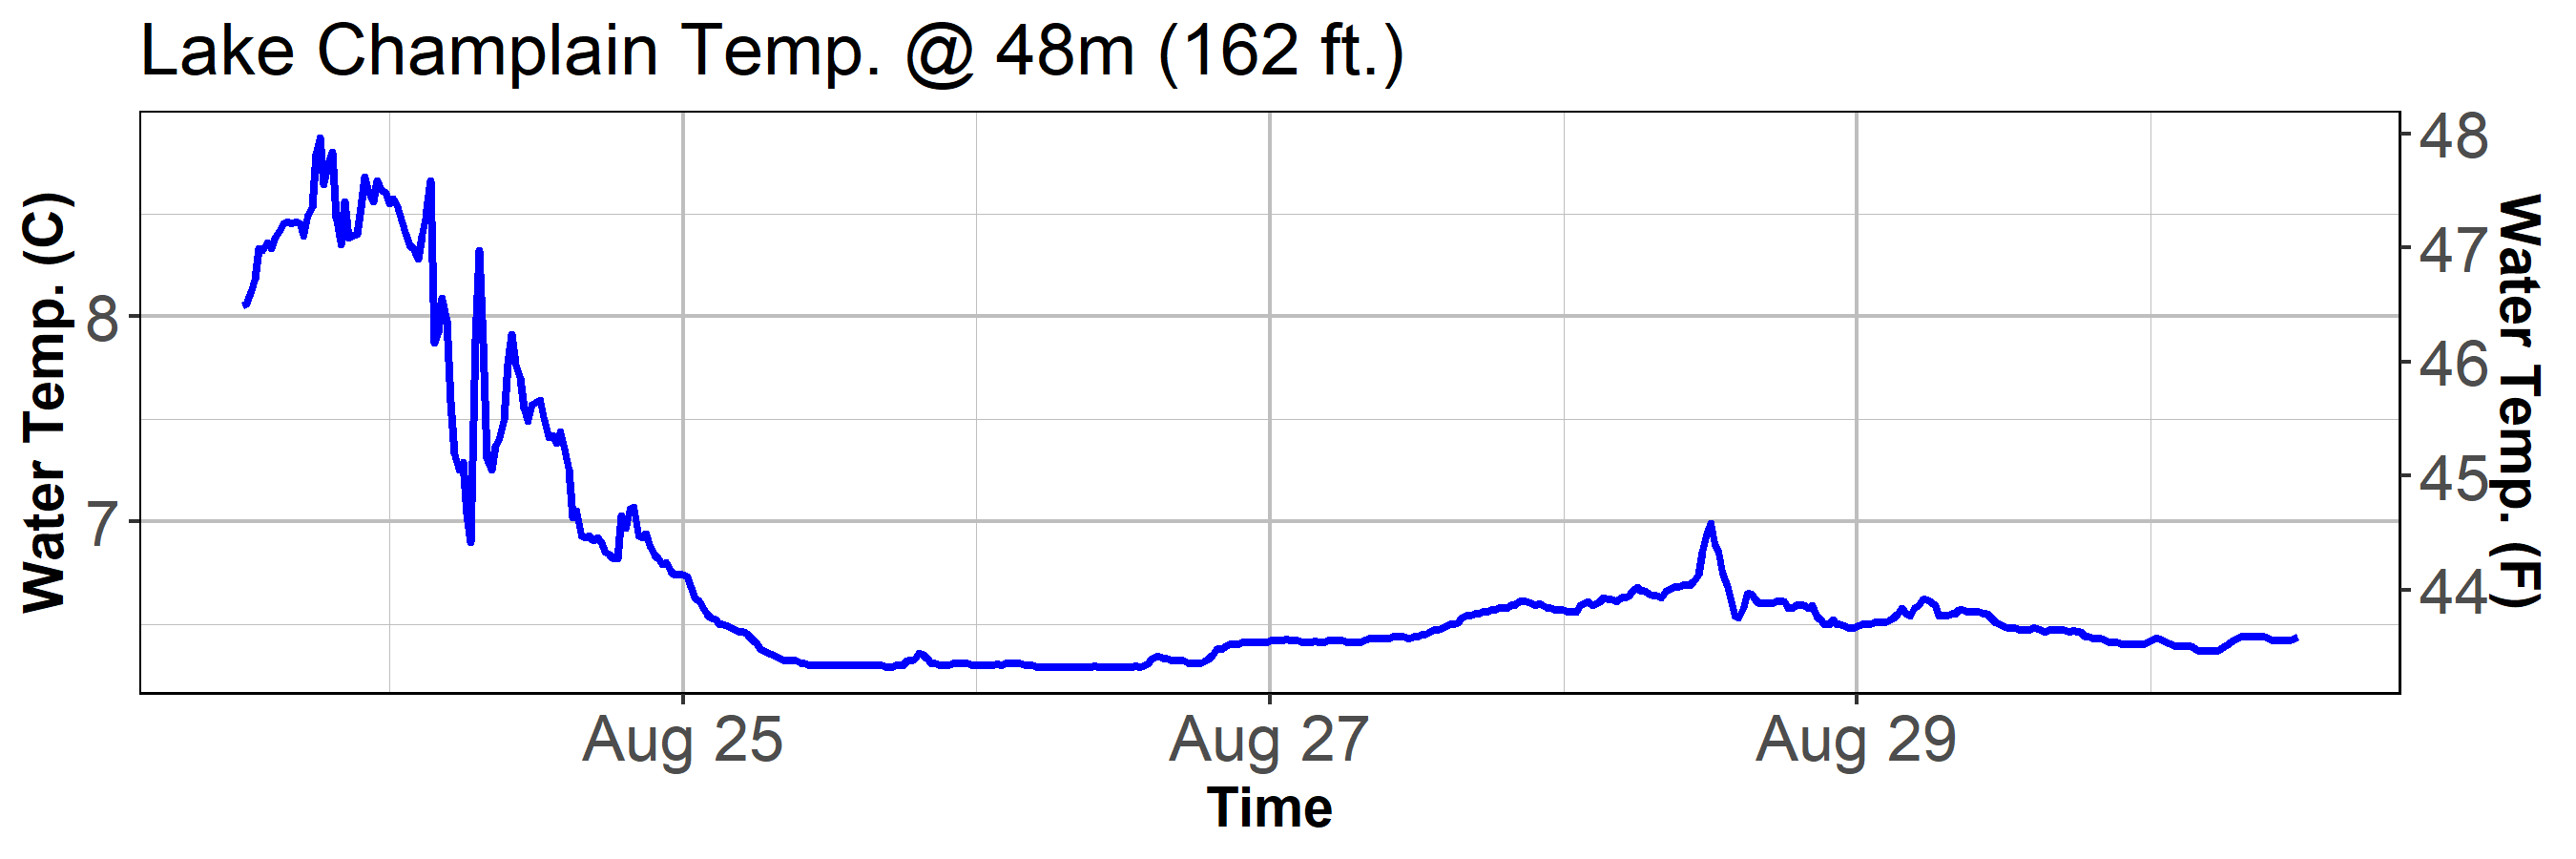 Lake Champlain Temp. @ 48m (162 ft.)
Water Temp. (C)
8
7
48
47
46
45
44
Water Temp. (F)
Aug 25
Aug 27
Aug 29
Time